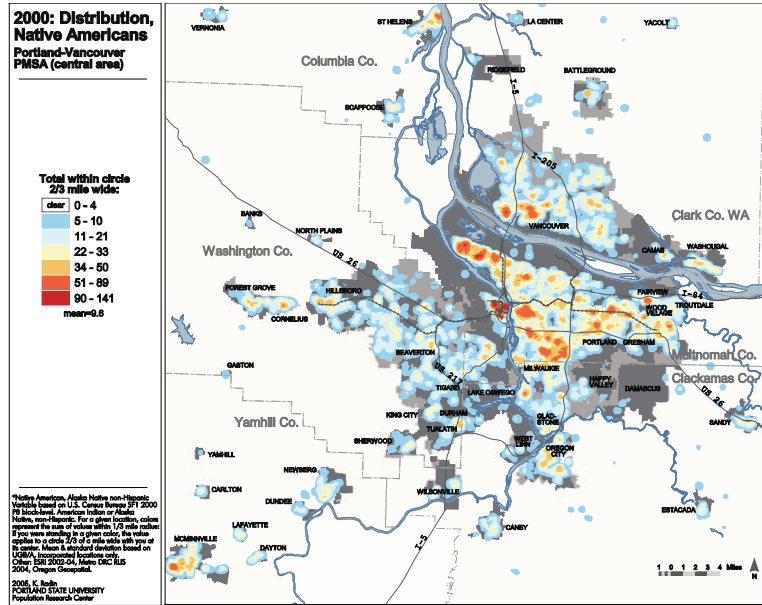 2000: Distribution,
Native Americans
Portland-Vancouver
PMSA (central area)
Total within circle
2/3 mile wide:
clear 0 - 4
5 - 10
11 - 21
22 - 33
34 - 50
51 - 89
90 - 141
mean=9.6
*Native American, Alaska Native non-Hispanic
Variable based on U.S. Census Bureau SF1 2000
P8 block-level. American Indian or Alaska
Native, non-Hispanic. For a given location, colors
represent the sum of values within 1/3 mile radius:
If you were standing in a given color, the value
applies to a circle 2/3 of a mile wide with you at
its center. Mean & standard deviation based on
UGB/A, incorporated locations only.
Other: ESRI 2002-04, Metro DRC RLIS
2004, Oregon Geospatial.
2005, K. Radin
PORTLAND STATE UNIVERSITY
Population Research Center
VERNONIA
ST HELENS
LA CENTER
YACOLT
Columbia Co.
RIDGEFIELD
BATTLEGROUND
I-5
SCAPPOOSE
I-205
BANKS
NORTH PLAINS
VANCOUVER
Clark Co. WA
CAMAS
WASHOUGAL
Washington Co.
US 26
FOREST GROVE
HILLSBORO
CORNELIUS
FAIRVIEW
I-84
WOOD
VILLAGE
TROUTDALE
BEAVERTON
PORTLAND
GRESHAM
Multnomah Co.
GASTON
US 217
MILWAUKIE
Clackamas Co.
TIGARD
LAKE OSWEGO
HAPPY
VALLEY
DAMASCUS
US 26
KING CITY
DURHAM
TUALATIN
GLAD-
STONE
SANDY
Yamhill Co.
SHERWOOD
WEST
LINN
OREGON
CITY
YAMHILL
NEWBERG
CARLTON
WILSONVILLE
DUNDEE
ESTACADA
LAFAYETTE
CANBY
MCMINNVILLE
DAYTON
I-5
1 0 1 2 3 4 Miles
N